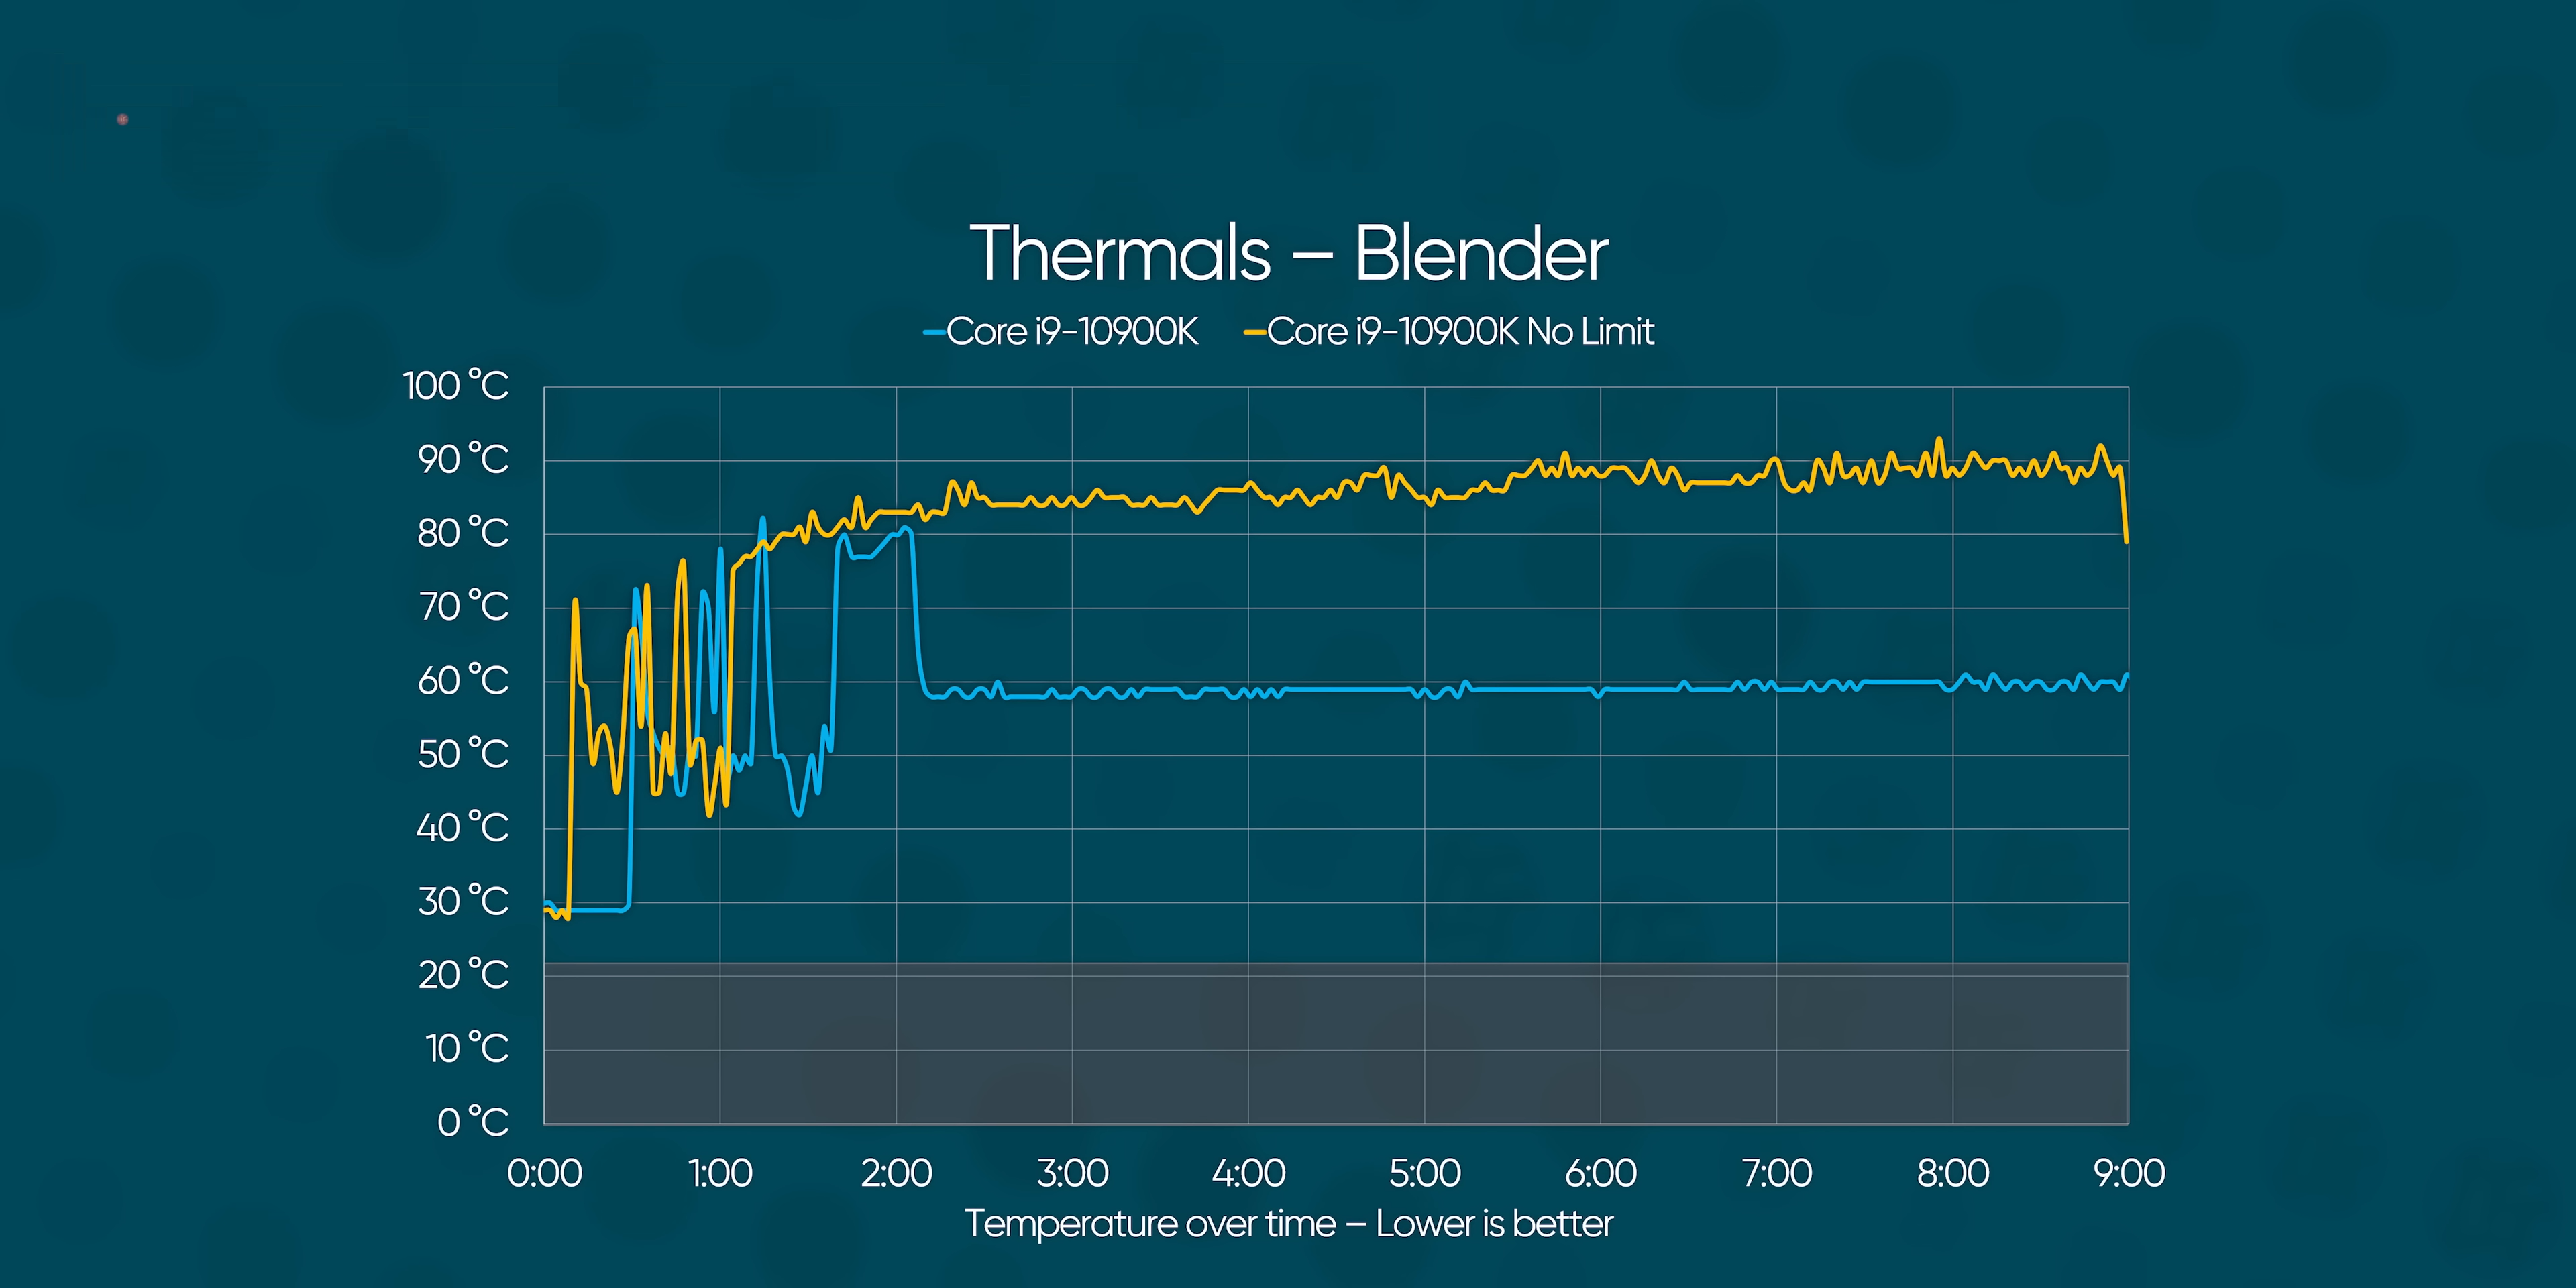 Thermals – Blender
Core i9-10900K
Core i9-10900K No Limit
100 °C
90 °C
80 °C
70 °C
60 °C
50 °C
40 °C
30 °C
20 °C
10 °C
0 °C
0:00 1:00 2:00 3:00 4:00 5:00 6:00 7:00 8:00 9:00
Temperature over time – Lower is better